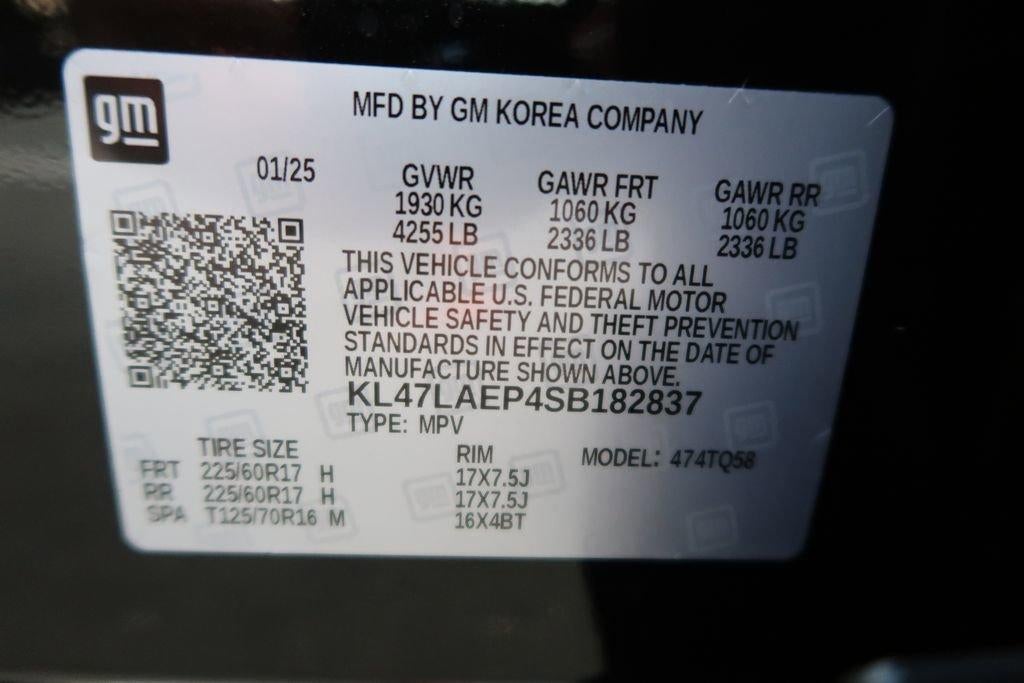 gm
MFD BY GM KOREA COMPANY
01/25 GVWR GAWR FRT GAWR RR
1930 KG 1060 KG 1060 KG
4255 LB 2336 LB 2336 LB
THIS VEHICLE CONFORMS TO ALL
APPLICABLE U.S. FEDERAL MOTOR
VEHICLE SAFETY AND THEFT PREVENTION
STANDARDS IN EFFECT ON THE DATE OF
MANUFACTURE SHOWN ABOVE.
KL47LAEP4SB182837
TYPE: MPV
TIRE SIZE RIM MODEL: 474TQ58
FRT 225/60R17 H 17X7.5J
RR 225/60R17 H 17X7.5J
SPA T125/70R16 M 16X4BT